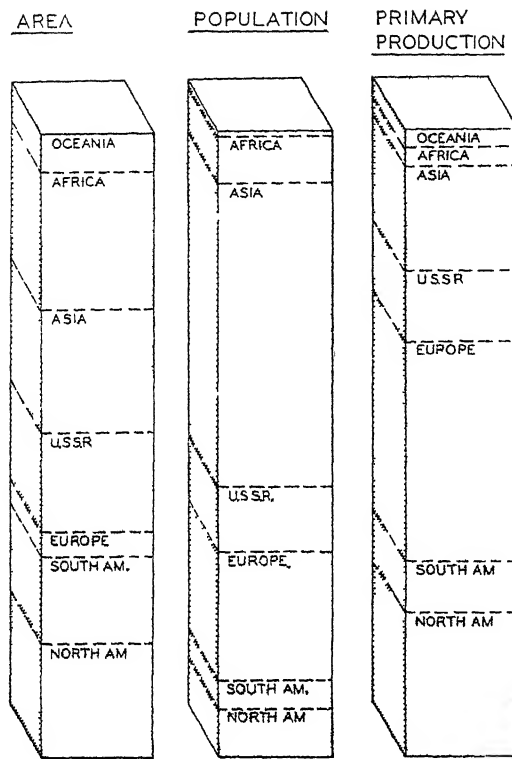 AREA
OCEANIA
AFRICA
ASIA
U.S.S.R
EUROPE
SOUTH AM.
NORTH AM
POPULATION
AFRICA
ASIA
U.S.S.R.
EUROPE.
SOUTH AM.
NORTH AM
PRIMARY
PRODUCTION
OCEANIA
AFRICA
ASIA
U.S.S.R
EUROPE
SOUTH AM
NORTH AM